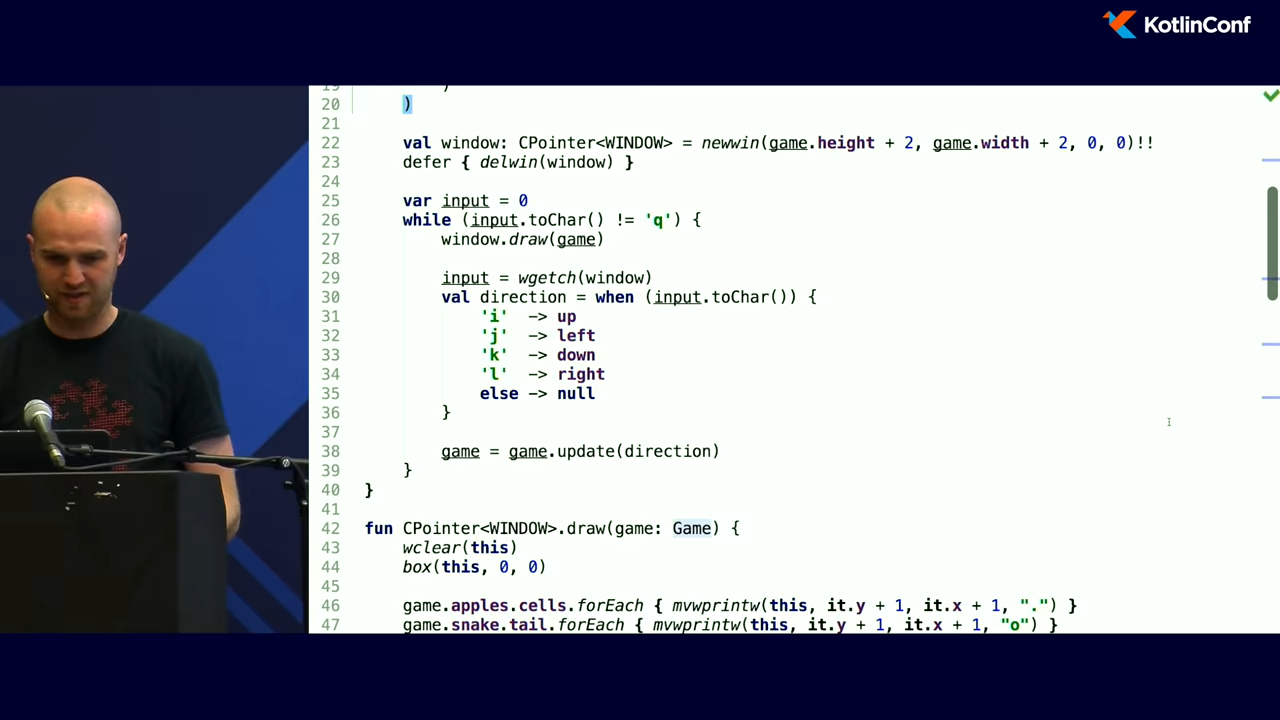 KotlinConf
20 )
21
22 val window: CPointer<WINDOW> = newwin(game.height + 2, game.width + 2, 0, 0)!!
23 defer { delwin(window) }
24
25 var input = 0
26 while (input.toChar() != 'q') {
27 window.draw(game)
28
29 input = wgetch(window)
30 val direction = when (input.toChar()) {
31 'i' -> up
32 'j' -> left
33 'k' -> down
34 'l' -> right
35 else -> null
36 }
37
38 game = game.update(direction)
39 }
40 }
41
42 fun CPointer<WINDOW>.draw(game: Game) {
43 wclear(this)
44 box(this, 0, 0)
45
46 game.apples.cells.forEach { mvwprintw(this, it.y + 1, it.x + 1, ".") }
47 game.snake.tail.forEach { mvwprintw(this, it.y + 1, it.x + 1, "o") }